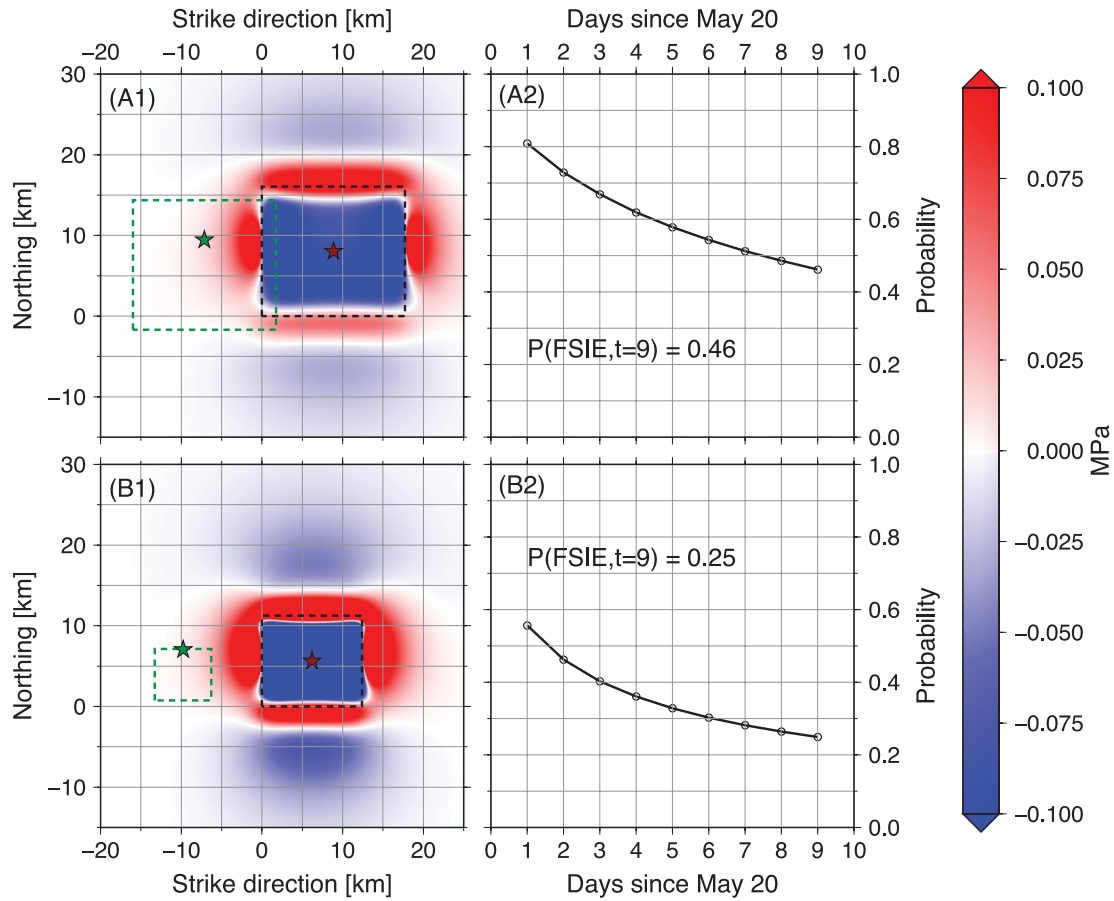 Strike direction [km]
Days since May 20
−20 −10 0 10 20
0 1 2 3 4 5 6 7 8 9 10
(A1)
(A2)
30
20
10
0
−10
Northing [km]
1.0
0.8
0.6
0.4
0.2
0.0
Probability
P(FSIE,t=9) = 0.46
(B1)
(B2)
30
20
10
0
−10
Northing [km]
1.0
0.8
0.6
0.4
0.2
0.0
Probability
P(FSIE,t=9) = 0.25
−20 −10 0 10 20
0 1 2 3 4 5 6 7 8 9 10
Strike direction [km]
Days since May 20
0.100
0.075
0.050
0.025
0.000
−0.025
−0.050
−0.075
−0.100
MPa